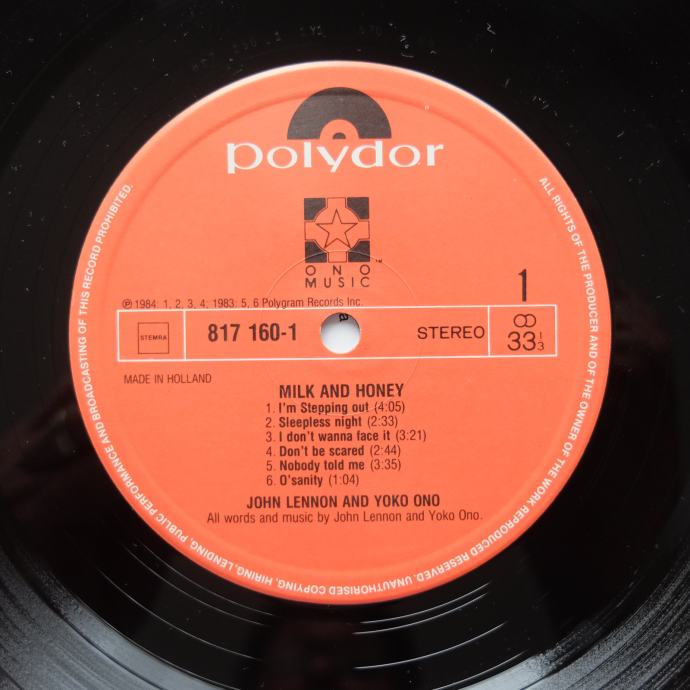 polydor
™
ONO
MUSIC
℗ 1984: 1, 2, 3, 4; 1983: 5, 6 Polygram Records Inc.
1
STEMRA
817 160-1
STEREO
33 1/3
MADE IN HOLLAND
MILK AND HONEY
1. I'm Stepping out (4:05)
2. Sleepless night (2:33)
3. I don't wanna face it (3:21)
4. Don't be scared (2:44)
5. Nobody told me (3:35)
6. O'sanity (1:04)
JOHN LENNON AND YOKO ONO
All words and music by John Lennon and Yoko Ono.
ALL RIGHTS OF THE PRODUCER AND OF THE OWNER OF THE WORK REPRODUCED RESERVED. UNAUTHORISED COPYING, HIRING, LENDING, PUBLIC PERFORMANCE AND BROADCASTING OF THIS RECORD PROHIBITED.